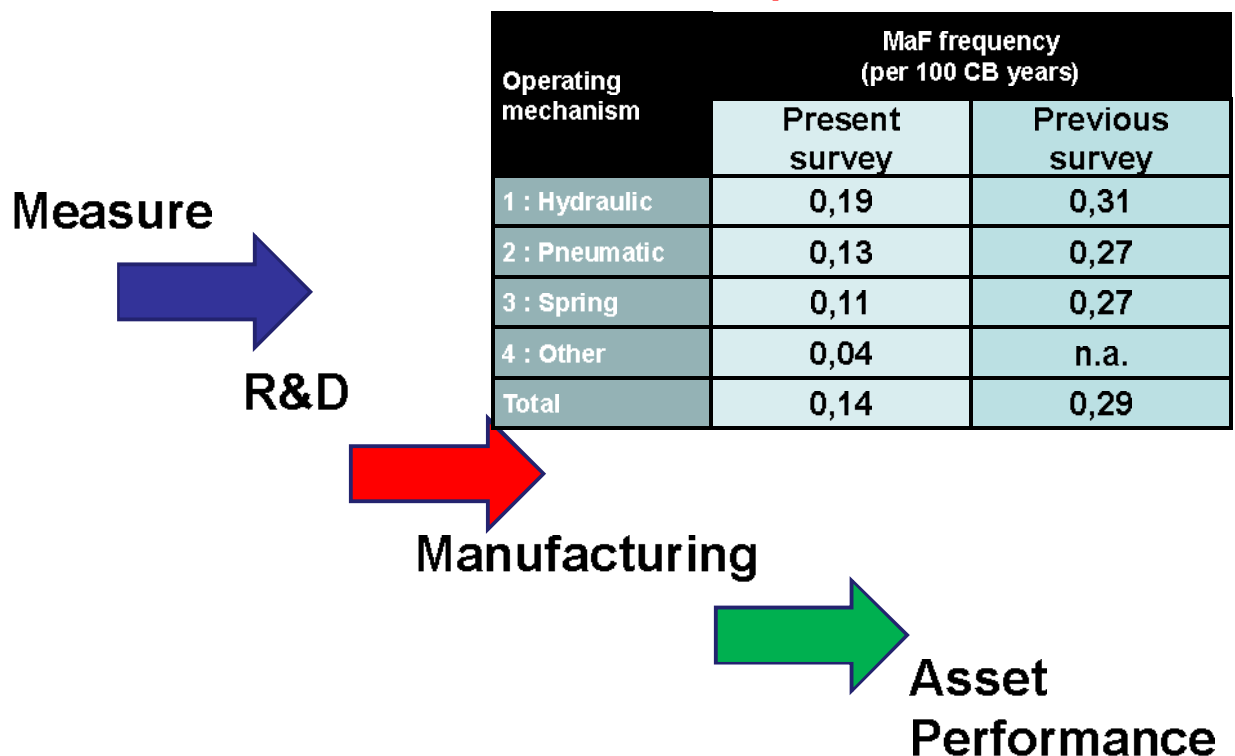 Operating
mechanism
MaF frequency
(per 100 CB years)
Present
survey
Previous
survey
1 : Hydraulic 0,19 0,31
2 : Pneumatic 0,13 0,27
3 : Spring 0,11 0,27
4 : Other 0,04 n.a.
Total 0,14 0,29
Measure
R&D
Manufacturing
Asset
Performance